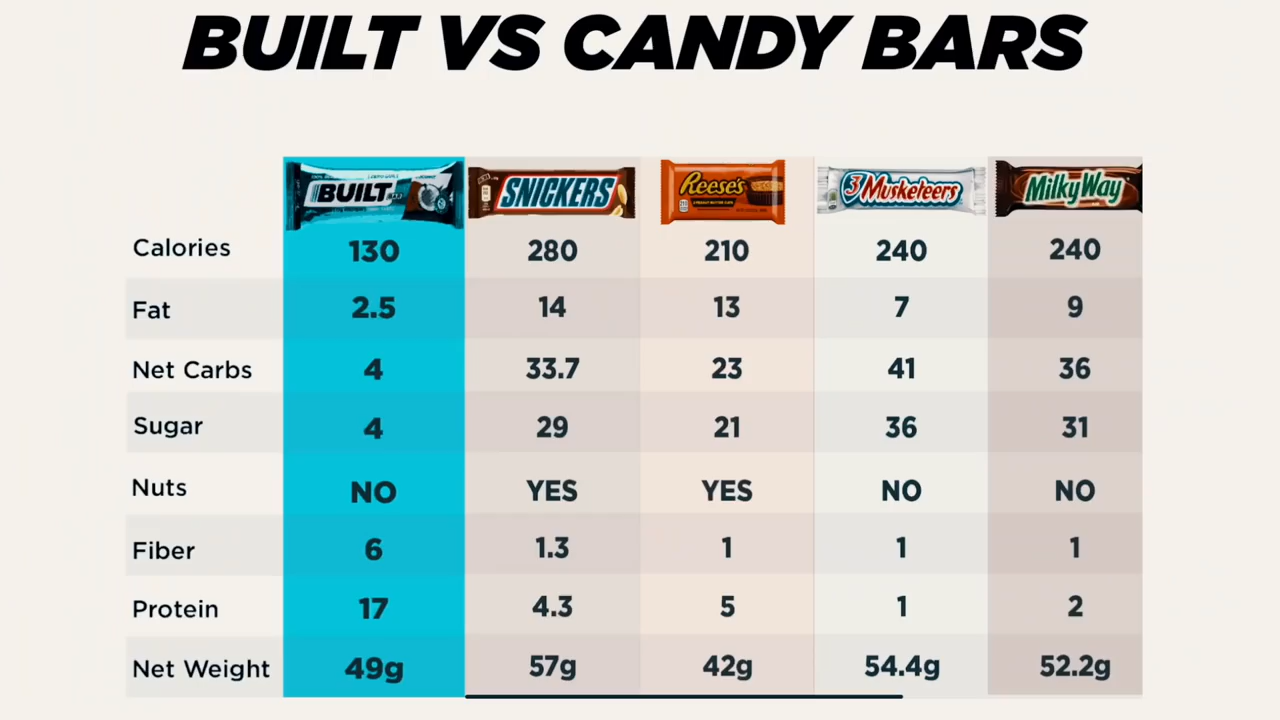 BUILT VS CANDY BARS
BUILT SNICKERS Reese's 3 Musketeers Milky Way
Calories 130 280 210 240 240
Fat 2.5 14 13 7 9
Net Carbs 4 33.7 23 41 36
Sugar 4 29 21 36 31
Nuts NO YES YES NO NO
Fiber 6 1.3 1 1 1
Protein 17 4.3 5 1 2
Net Weight 49g 57g 42g 54.4g 52.2g